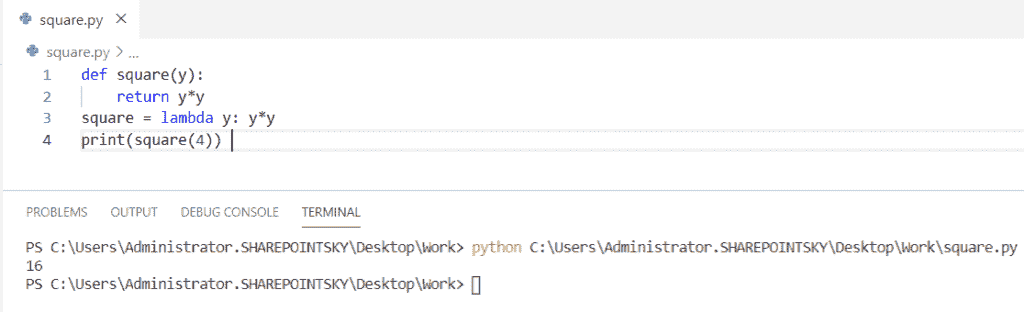 square.py ×
square.py > ...
1 def square(y):
2     return y*y
3 square = lambda y: y*y
4 print(square(4))
PROBLEMS OUTPUT DEBUG CONSOLE TERMINAL
PS C:\Users\Administrator.SHAREPOINTSKY\Desktop\Work> python C:\Users\Administrator.SHAREPOINTSKY\Desktop\Work\square.py
16
PS C:\Users\Administrator.SHAREPOINTSKY\Desktop\Work>